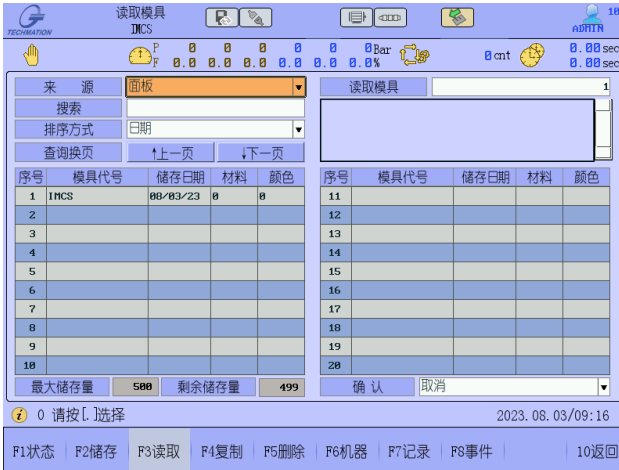 读取模具
IMCS
TECHMATION
10
ADMIN
P 0 0 0 0 0 0Bar 0cnt 0.00sec
F 0.0 0.0 0.0 0.0 0.0 0.0% 0.00sec
来 源 面板 读取模具 1
搜索
排序方式 日期
查询换页 ↑上一页 ↓下一页
序号 模具代号 储存日期 材料 颜色 序号 模具代号 储存日期 材料 颜色
1 IMCS 08/03/23 0 0 11
2 12
3 13
4 14
5 15
6 16
7 17
8 18
9 19
10 20
最大储存量 500 剩余储存量 499 确 认 取消
0 请按[.]选择 2023.08.03/09:16
F1状态 F2储存 F3读取 F4复制 F5删除 F6机器 F7记录 F8事件 10返回